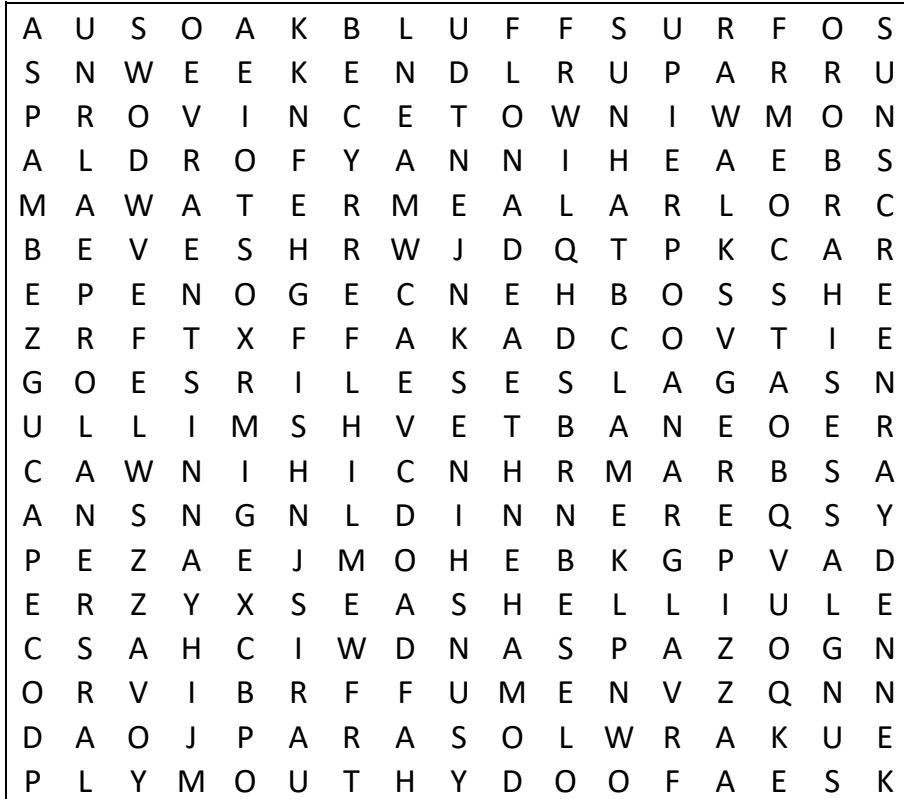 A U S O A K B L U F F S U R F O S
S N W E E K E N D L R U P A R R U
P R O V I N C E T O W N I W M O N
A L D R O F Y A N N I H E A E B S
M A W A T E R M E A L A R L O R C
B E V E S H R W J D Q T P K C A R
E P E N O G E C N E H B O S S H E
Z R F T X F F A K A D C O V T I E
G O E S R I L E S E S L A G A S N
U L L I M S H V E T B A N E O E R
C A W N I H I C N H R M A R B S A
A N S N G N L D I N N E R E Q S Y
P E Z A E J M O H E B K G P V A D
E R Z Y X S E A S H E L L I U L E
C S A H C I W D N A S P A Z O G N
O R V I B R F F U M E N V Z Q N N
D A O J P A R A S O L W R A K U E
P L Y M O U T H Y D O O F A E S K